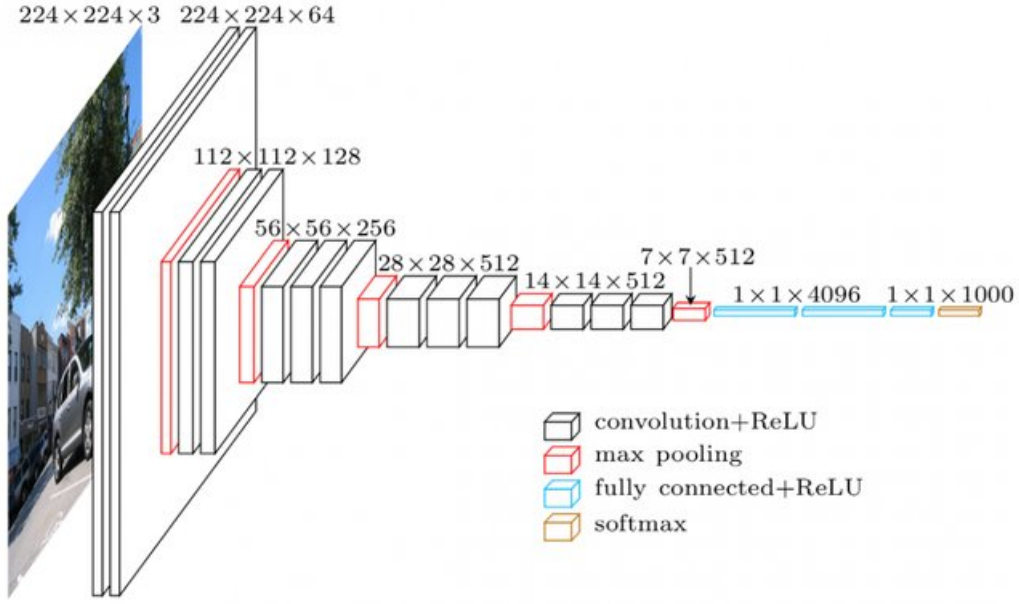 224×224×3
224×224×64
112×112×128
56×56×256
28×28×512
14×14×512
7×7×512
1×1×4096
1×1×1000
convolution+ReLU
max pooling
fully connected+ReLU
softmax